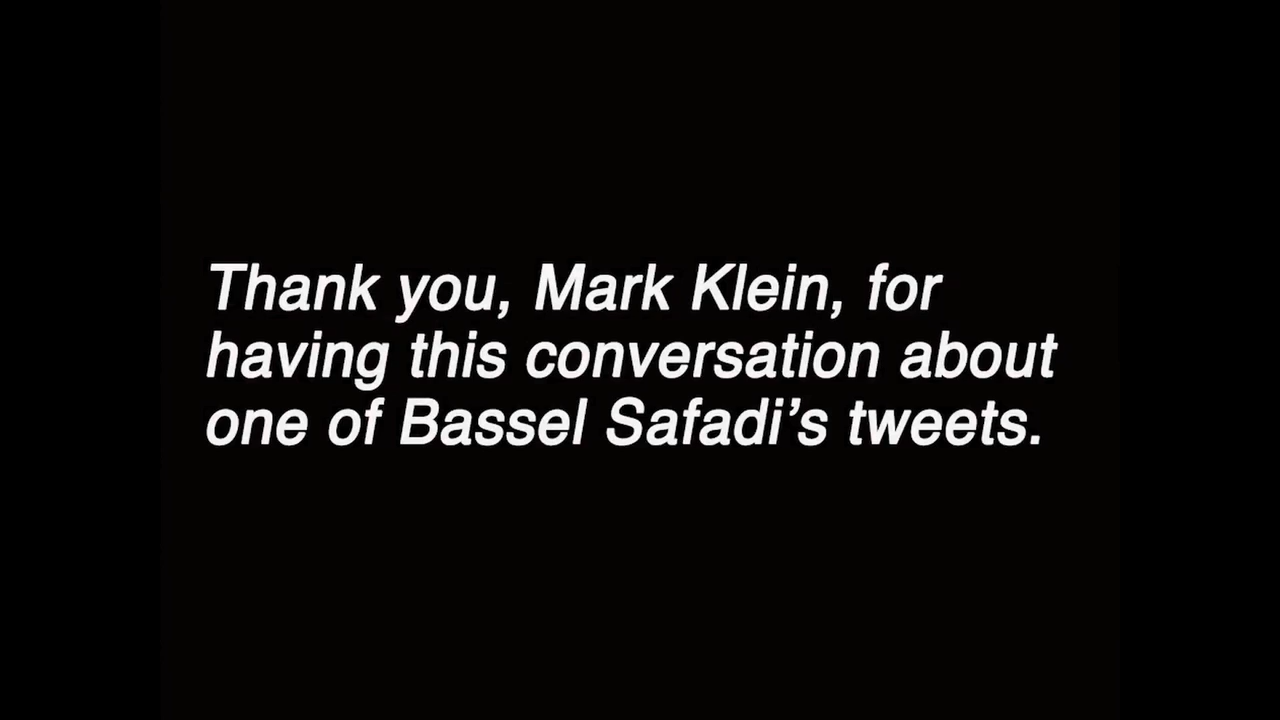 Thank you, Mark Klein, for
having this conversation about
one of Bassel Safadi’s tweets.